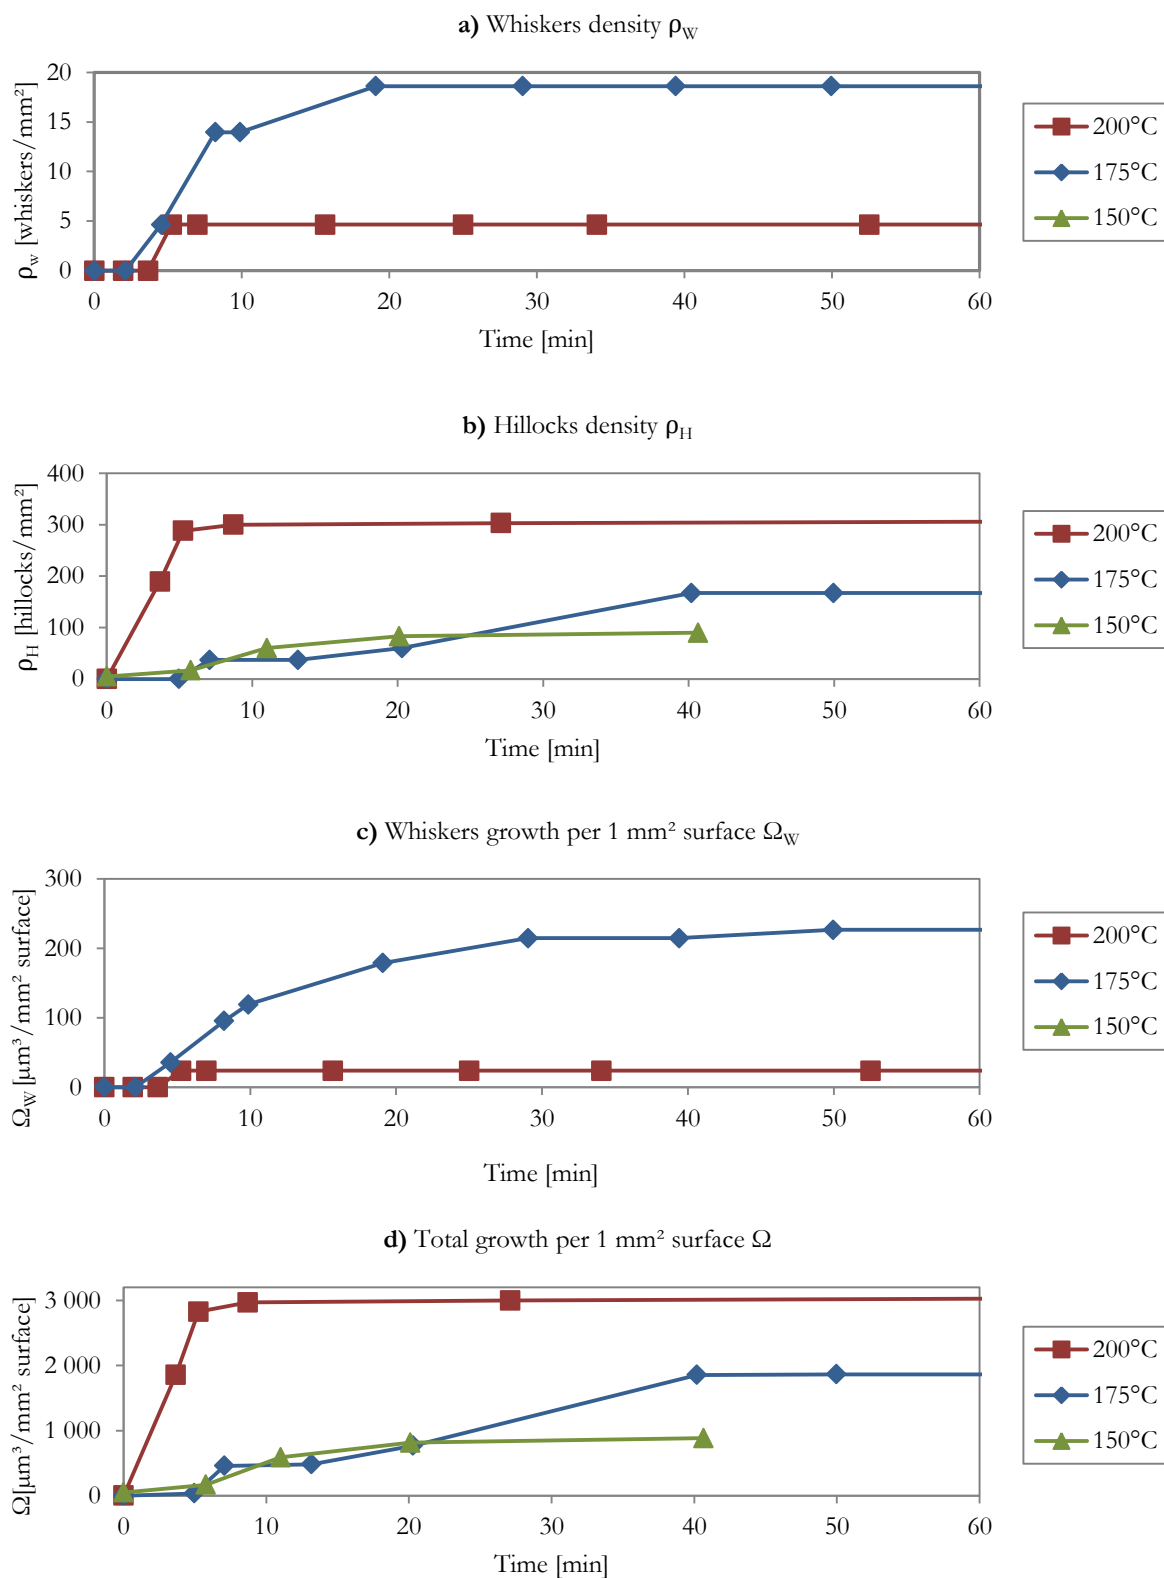 a) Whiskers density ρW
ρw [whiskers/mm²]
20
15
10
5
0
0 10 20 30 40 50 60
Time [min]
200°C
175°C
150°C
b) Hillocks density ρH
ρH [hillocks/mm²]
400
300
200
100
0
0 10 20 30 40 50 60
Time [min]
200°C
175°C
150°C
c) Whiskers growth per 1 mm² surface ΩW
ΩW [µm³/mm² surface]
300
200
100
0
0 10 20 30 40 50 60
Time [min]
200°C
175°C
150°C
d) Total growth per 1 mm² surface Ω
Ω[µm³/mm² surface]
3 000
2 000
1 000
0
0 10 20 30 40 50 60
Time [min]
200°C
175°C
150°C